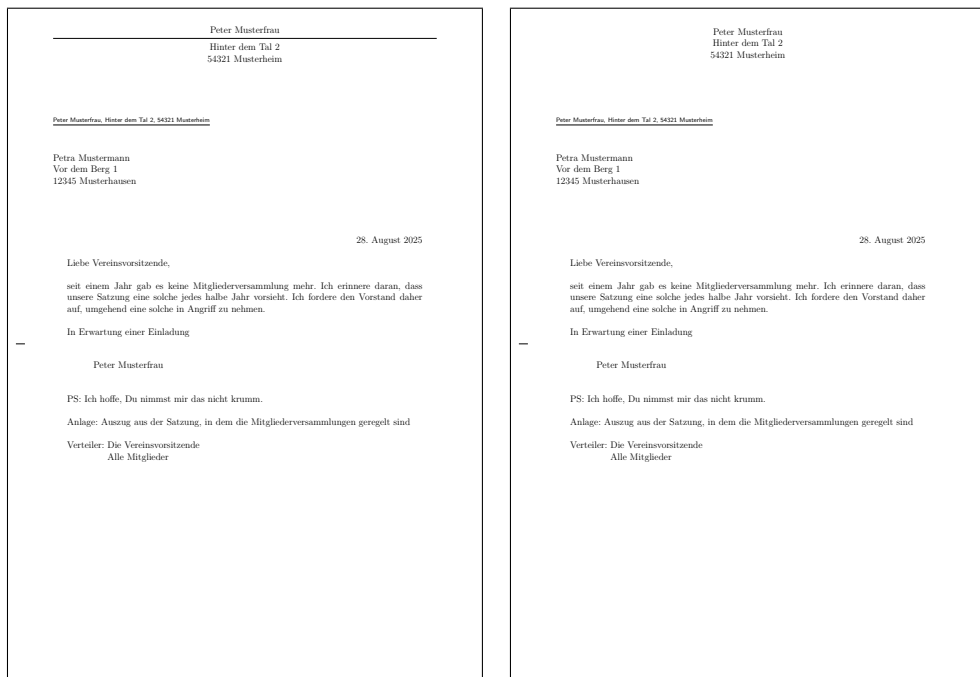 Peter Musterfrau
Hinter dem Tal 2
54321 Musterheim
Peter Musterfrau, Hinter dem Tal 2, 54321 Musterheim
Petra Mustermann
Vor dem Berg 1
12345 Musterhausen
28. August 2025
Liebe Vereinsvorsitzende,
seit einem Jahr gab es keine Mitgliederversammlung mehr. Ich erinnere daran, dass
unsere Satzung eine solche jedes halbe Jahr vorsieht. Ich fordere den Vorstand daher
auf, umgehend eine solche in Angriff zu nehmen.
In Erwartung einer Einladung
Peter Musterfrau
PS: Ich hoffe, Du nimmst mir das nicht krumm.
Anlage: Auszug aus der Satzung, in dem die Mitgliederversammlungen geregelt sind
Verteiler: Die Vereinsvorsitzende
Alle Mitglieder
Peter Musterfrau
Hinter dem Tal 2
54321 Musterheim
Peter Musterfrau, Hinter dem Tal 2, 54321 Musterheim
Petra Mustermann
Vor dem Berg 1
12345 Musterhausen
28. August 2025
Liebe Vereinsvorsitzende,
seit einem Jahr gab es keine Mitgliederversammlung mehr. Ich erinnere daran, dass
unsere Satzung eine solche jedes halbe Jahr vorsieht. Ich fordere den Vorstand daher
auf, umgehend eine solche in Angriff zu nehmen.
In Erwartung einer Einladung
Peter Musterfrau
PS: Ich hoffe, Du nimmst mir das nicht krumm.
Anlage: Auszug aus der Satzung, in dem die Mitgliederversammlungen geregelt sind
Verteiler: Die Vereinsvorsitzende
Alle Mitglieder